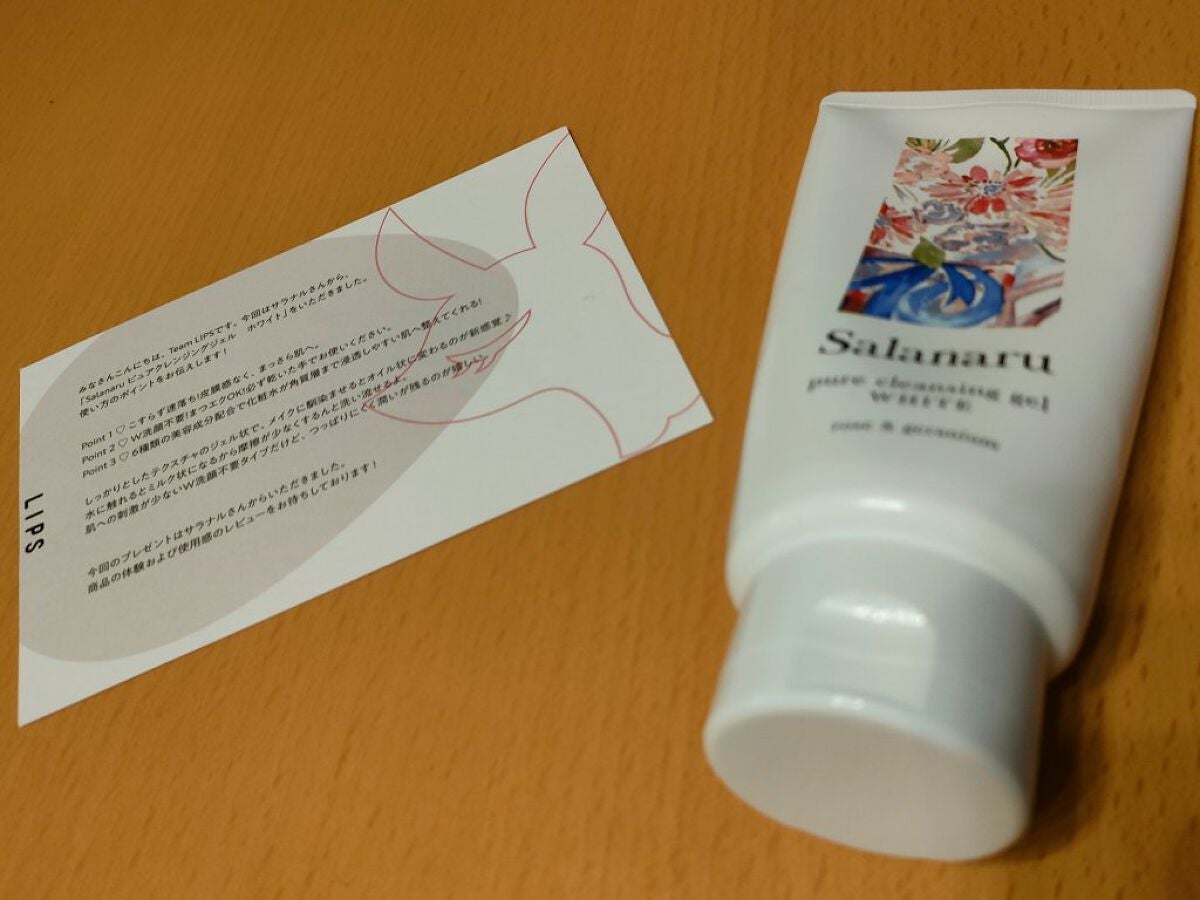 みなさんこんにちは、Team LIPSです。今回はサラナルさんから、
「Salanaru ピュアクレンジングジェル ホワイト」をいただきました。
使い方のポイントをお伝えします！
Point 1 ♡ こすらず速落ち!皮膜感なく、まっさら肌へ。
Point 2 ♡ W洗顔不要!まつエクOK!必ず乾いた手でお使いください。
Point 3 ♡ 6種類の美容成分配合で化粧水が角質層まで浸透しやすい肌へ整えてくれる!
しっかりとしたテクスチャのジェル状で、メイクに馴染ませるとオイル状に変わるのが新感覚♪
水に触れるとミルク状になるから摩擦が少なくするんと洗い流せるよ。
肌への刺激が少ないW洗顔不要タイプだけど、つっぱりにくく潤いが残るのが嬉しい
今回のプレゼントはサラナルさんからいただきました。
商品の体験および使用感のレビューをお待ちしております！
LIPS
Salanaru
pure cleansing gel
WHITE
rose & geranium